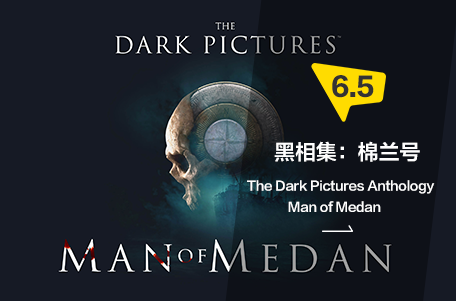 THE
DARK PICTURES™
6.5
黑相集：棉兰号
The Dark Pictures Anthology
Man of Medan
MAN OF MEDAN